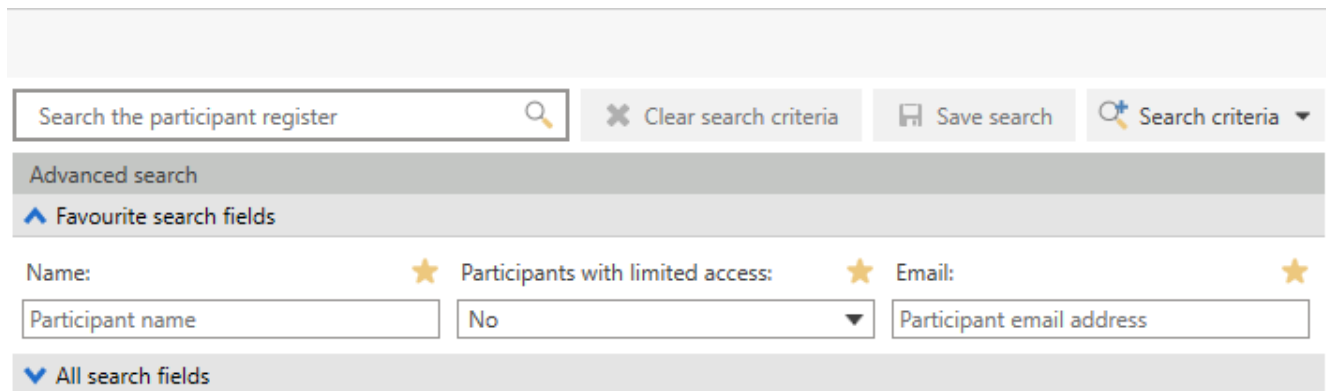 Search the participant register
Clear search criteria
Save search
Search criteria
Advanced search
Favourite search fields
Name:
Participants with limited access:
Email:
Participant name
No
Participant email address
All search fields